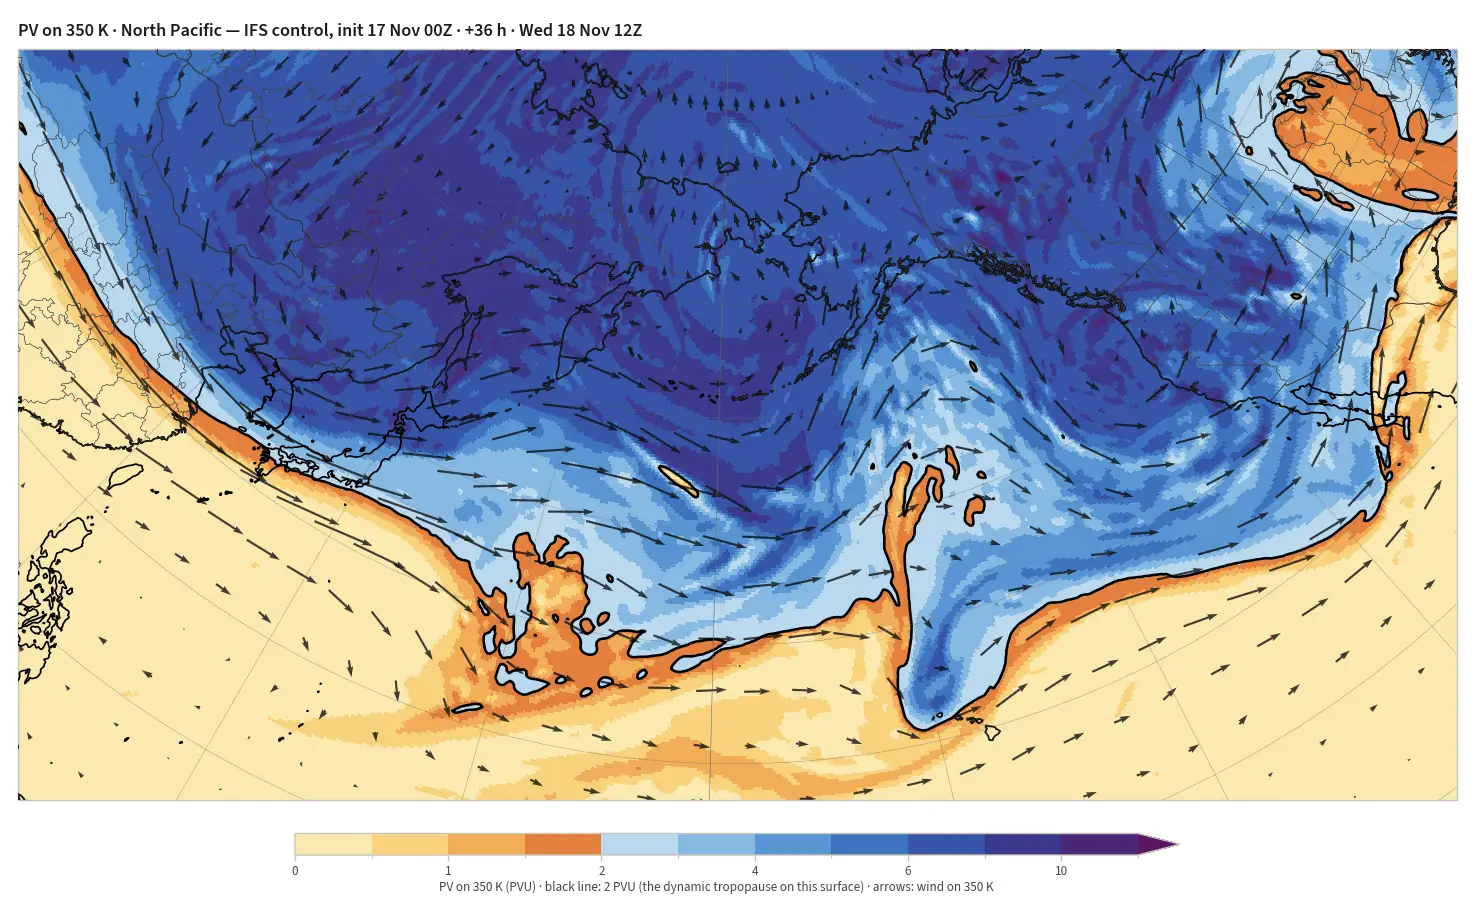 PV on 350 K · North Pacific — IFS control, init 17 Nov 00Z · +36 h · Wed 18 Nov 12Z
0 1 2 4 6 10
PV on 350 K (PVU) · black line: 2 PVU (the dynamic tropopause on this surface) · arrows: wind on 350 K